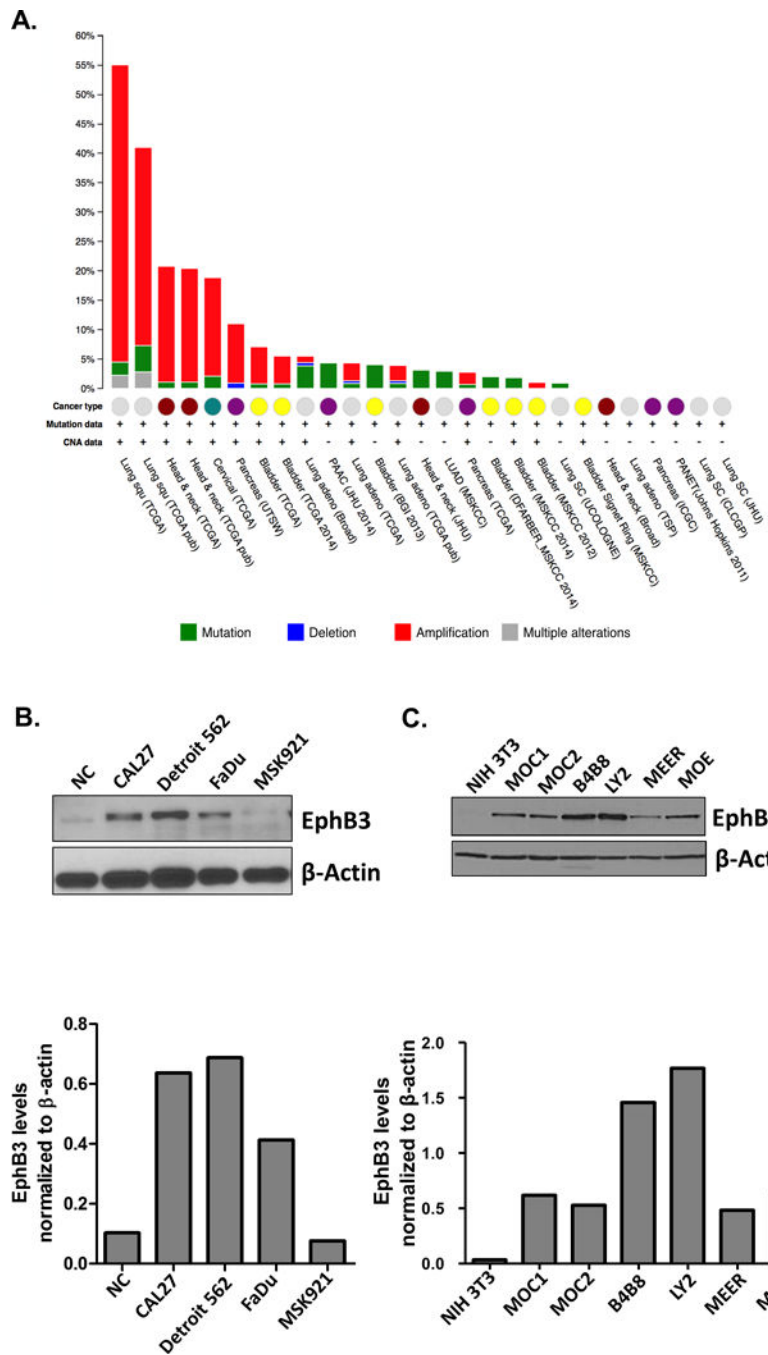 A.
60%
55%
50%
45%
40%
35%
30%
25%
20%
15%
10%
5%
0%
Cancer type
Mutation data + + + + + + + + + + + + + + + + + + + + + + + + + + +
CNA data
Lung squ (TCGA)
Lung squ (TCGA pub)
Head & neck (TCGA)
Head & neck (TCGA pub)
Cervical (TCGA)
Pancreas (UTSW)
Bladder (TCGA)
Bladder (TCGA 2014)
Lung adeno (Broad)
PAAC (JHU 2014)
Lung adeno (TCGA)
Bladder (BGI 2013)
Lung adeno (TCGA pub)
Head & neck (JHU)
LUAD (MSKCC)
Pancreas (TCGA)
Bladder (DFARBER_MSKCC 2014)
Bladder (MSKCC 2014)
Bladder (MSKCC 2012)
Lung SC (UCOLOGNE)
Bladder Signet Ring (MSKCC)
Head & neck (Broad)
Lung adeno (TSP)
Pancreas (ICGC)
PANET(Johns Hopkins 2011)
Lung SC (CLCGP)
Lung SC (JHU)
Mutation Deletion Amplification Multiple alterations
B.
NC CAL27 Detroit 562 FaDu MSK921
EphB3
β-Actin
C.
NIH 3T3 MOC1 MOC2 B4B8 LY2 MEER MOE
EphB
β-Act
EphB3 levels
normalized to β-actin
0.8
0.6
0.4
0.2
0.0
NC CAL27 Detroit 562 FaDu MSK921
EphB3 levels
normalized to β-actin
2.0
1.5
1.0
0.5
0.0
NIH 3T3 MOC1 MOC2 B4B8 LY2 MEER M